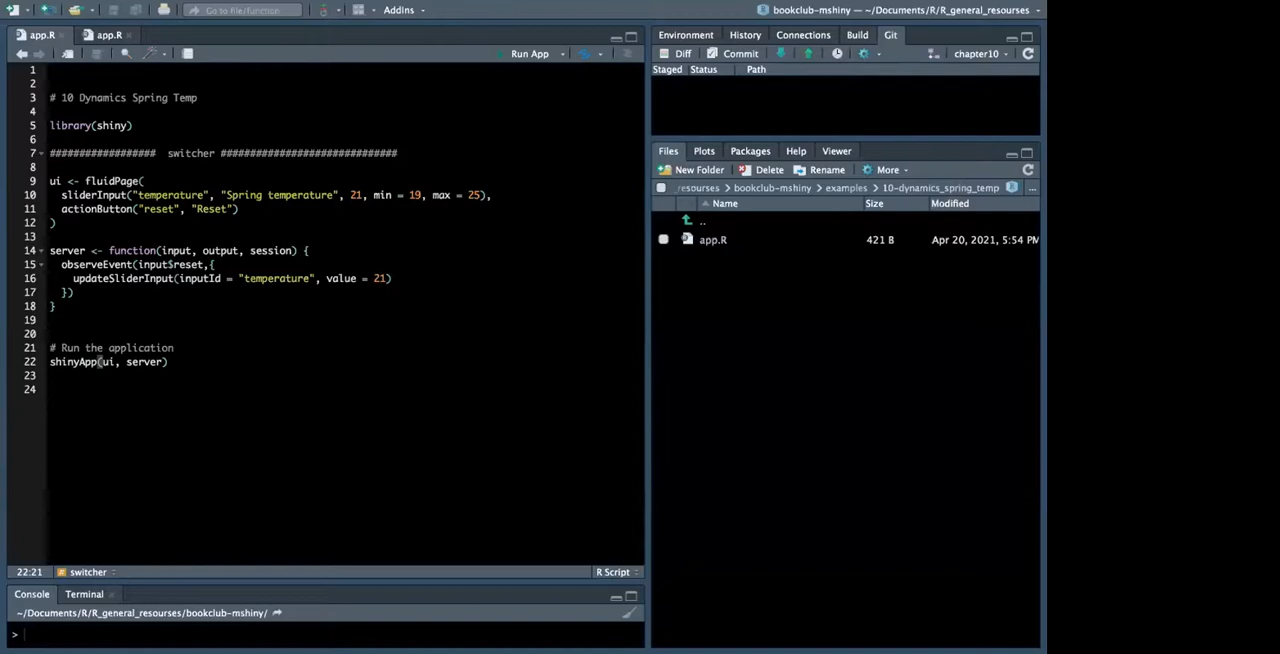 Go to file/function
Addins
bookclub-mshiny — ~/Documents/R/R_general_resourses
app.R
app.R
Run App
1
2
3 # 10 Dynamics Spring Temp
4
5 library(shiny)
6
7 ################## switcher ##############################
8
9 ui <- fluidPage(
10 sliderInput("temperature", "Spring temperature", 21, min = 19, max = 25),
11 actionButton("reset", "Reset")
12 )
13
14 server <- function(input, output, session) {
15 observeEvent(input$reset,{
16 updateSliderInput(inputId = "temperature", value = 21)
17 })
18 }
19
20
21 # Run the application
22 shinyApp(ui, server)
23
24
22:21 switcher R Script
Console Terminal
~/Documents/R/R_general_resourses/bookclub-mshiny/
>
Environment History Connections Build Git
Diff Commit chapter10
Staged Status Path
Files Plots Packages Help Viewer
New Folder Delete Rename More
_resourses > bookclub-mshiny > examples > 10-dynamics_spring_temp ...
Name Size Modified
..
app.R 421 B Apr 20, 2021, 5:54 PM